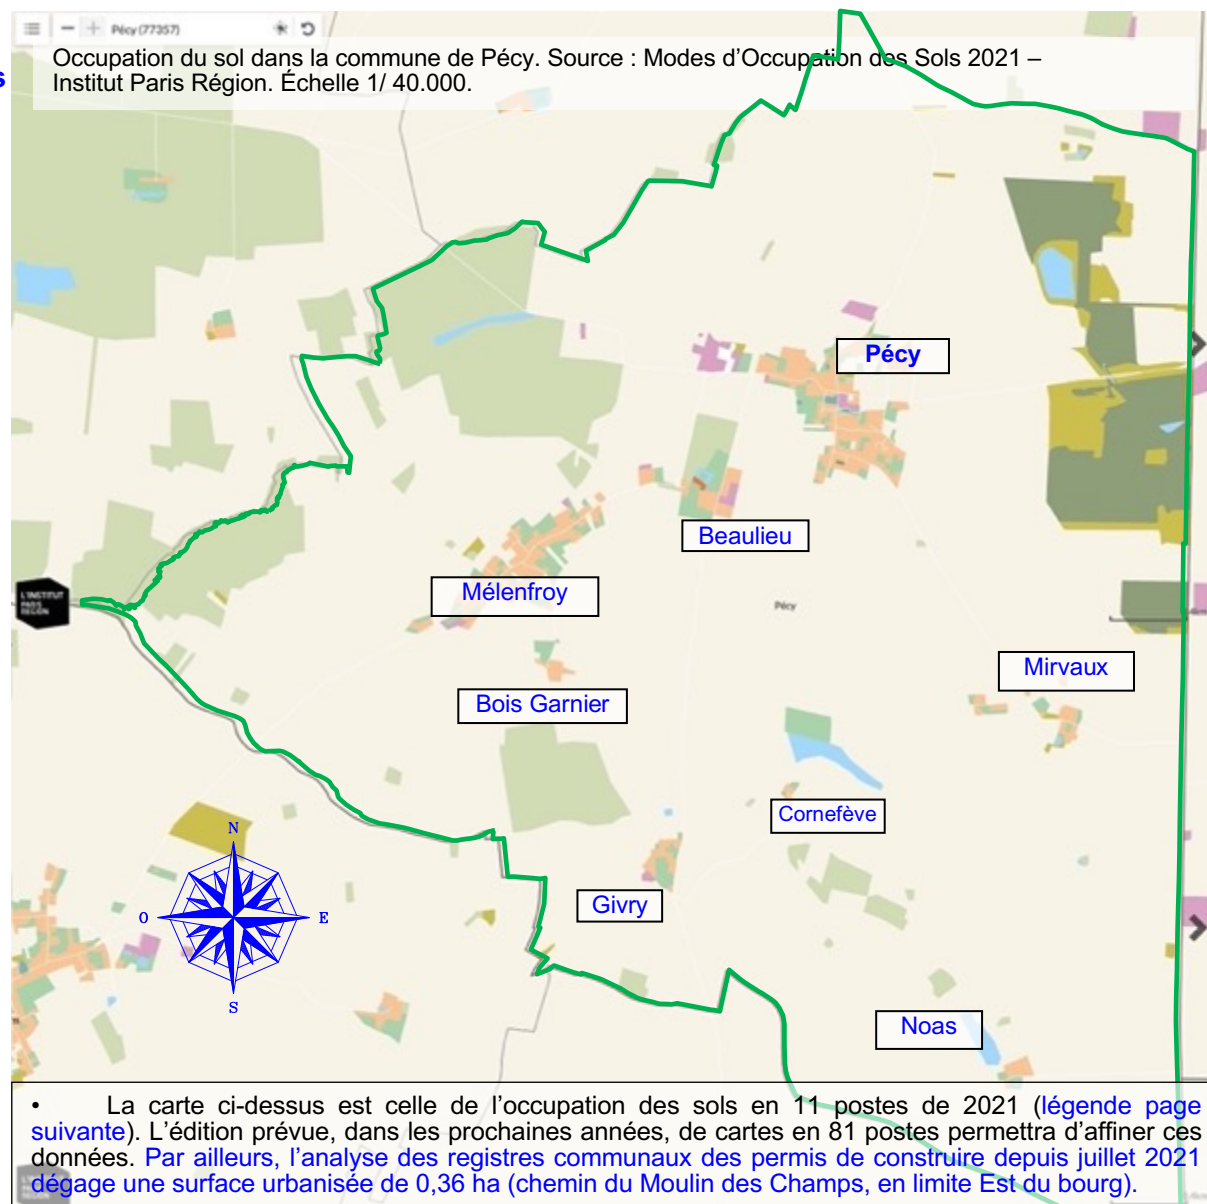 Pécy (77357)
s
Occupation du sol dans la commune de Pécy. Source : Modes d’Occupation des Sols 2021 –
Institut Paris Région. Échelle 1/ 40.000.
Pécy
Beaulieu
Mélenfroy
L'INSTITUT
PARIS
REGION
Pécy
Mirvaux
Bois Garnier
Cornefève
N
O
E
S
Givry
Noas
• La carte ci-dessus est celle de l’occupation des sols en 11 postes de 2021 (légende page
suivante). L’édition prévue, dans les prochaines années, de cartes en 81 postes permettra d’affiner ces
données. Par ailleurs, l’analyse des registres communaux des permis de construire depuis juillet 2021
dégage une surface urbanisée de 0,36 ha (chemin du Moulin des Champs, en limite Est du bourg).